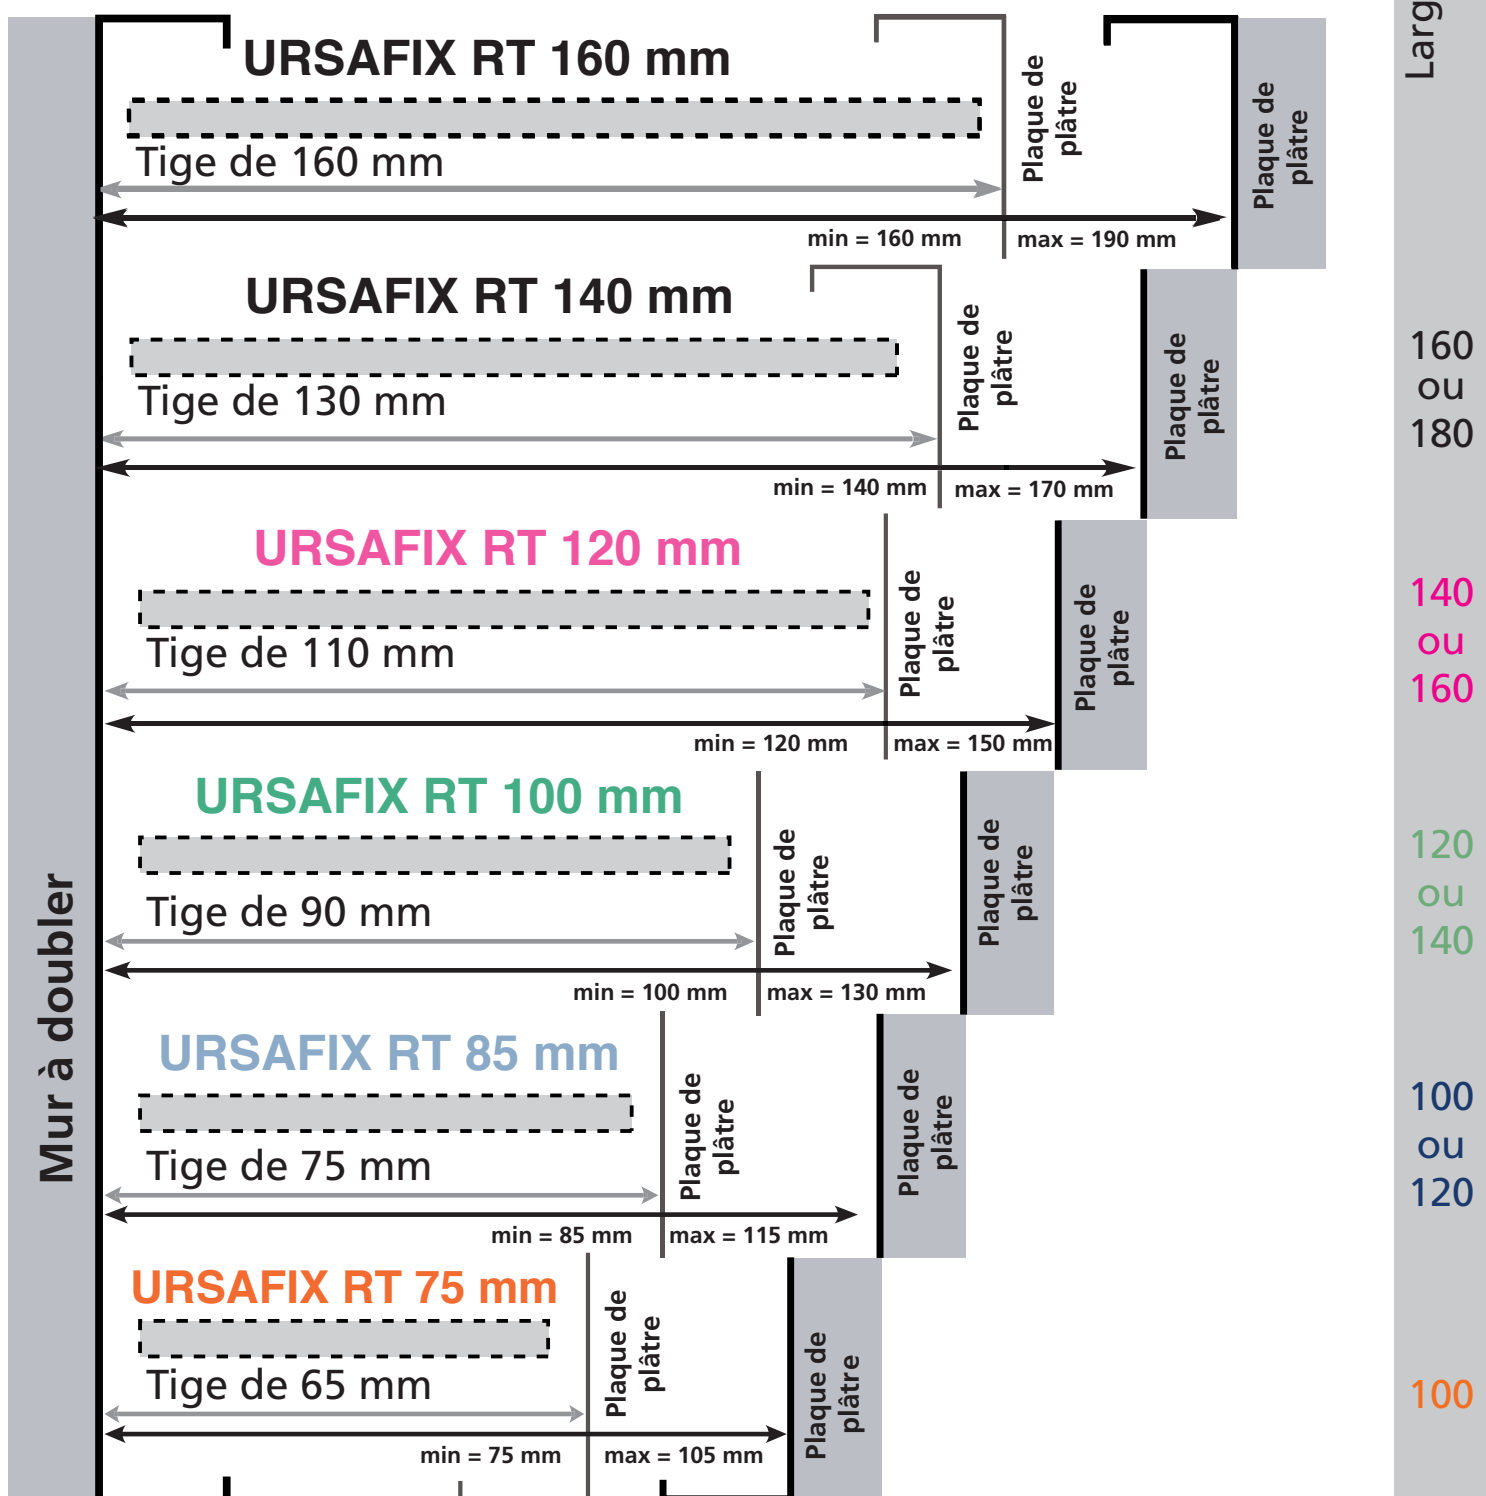 URSAFIX RT 160 mm
Tige de 160 mm
min = 160 mm
max = 190 mm
Plaque de
plâtre
Plaque de
plâtre
URSAFIX RT 140 mm
Tige de 130 mm
min = 140 mm
max = 170 mm
Plaque de
plâtre
Plaque de
plâtre
URSAFIX RT 120 mm
Tige de 110 mm
min = 120 mm
max = 150 mm
Plaque de
plâtre
Plaque de
plâtre
URSAFIX RT 100 mm
Tige de 90 mm
min = 100 mm
max = 130 mm
Plaque de
plâtre
Plaque de
plâtre
URSAFIX RT 85 mm
Tige de 75 mm
min = 85 mm
max = 115 mm
Plaque de
plâtre
Plaque de
plâtre
URSAFIX RT 75 mm
Tige de 65 mm
min = 75 mm
max = 105 mm
Plaque de
plâtre
Plaque de
plâtre
Mur à doubler
Larg
160
ou
180
140
ou
160
120
ou
140
100
ou
120
100